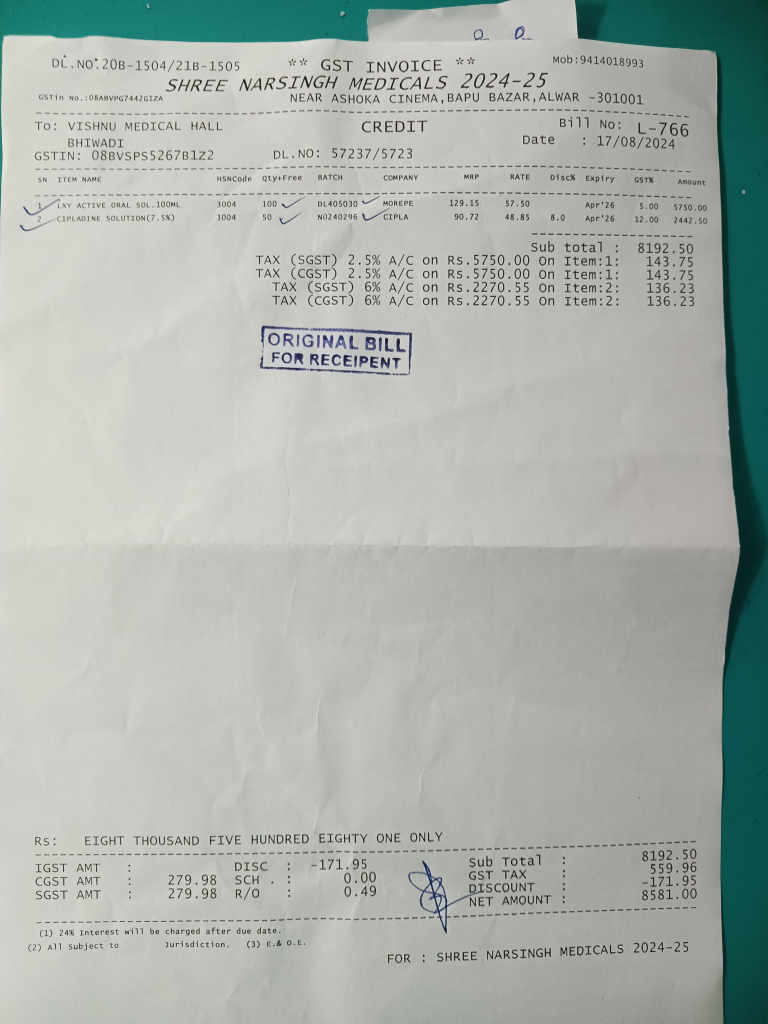 DL.NO.20B-1504/21B-1505 ** GST INVOICE ** Mob:9414018993
SHREE NARSINGH MEDICALS 2024-25
GSTin No.:08ABVPG7442G1ZA NEAR ASHOKA CINEMA,BAPU BAZAR,ALWAR -301001
To: VISHNU MEDICAL HALL CREDIT Bill No: L-766
BHIWADI Date : 17/08/2024
GSTIN: 08BVSPS5267B1Z2 DL.NO: 57237/5723
SN ITEM NAME HSNCode Qty+Free BATCH COMPANY MRP RATE Disc% Expiry GST% Amount
1 LXY ACTIVE ORAL SOL.100ML 3004 100 DL405030 MOREPE 129.15 57.50 Apr'26 5.00 5750.00
2 CIPLADINE SOLUTION(7.5%) 3004 50 N0240296 CIPLA 90.72 48.85 8.0 Apr'26 12.00 2442.50
Sub total : 8192.50
TAX (SGST) 2.5% A/C on Rs.5750.00 On Item:1: 143.75
TAX (CGST) 2.5% A/C on Rs.5750.00 On Item:1: 143.75
TAX (SGST) 6% A/C on Rs.2270.55 On Item:2: 136.23
TAX (CGST) 6% A/C on Rs.2270.55 On Item:2: 136.23
ORIGINAL BILL
FOR RECEIPENT
Rs: EIGHT THOUSAND FIVE HUNDRED EIGHTY ONE ONLY
IGST AMT : DISC : -171.95 Sub Total : 8192.50
CGST AMT : 279.98 SCH . : 0.00 GST TAX : 559.96
SGST AMT : 279.98 R/O : 0.49 DISCOUNT : -171.95
NET AMOUNT : 8581.00
(1) 24% Interest will be charged after due date.
(2) All Subject to Jurisdiction. (3) E.& O.E.
FOR : SHREE NARSINGH MEDICALS 2024-25